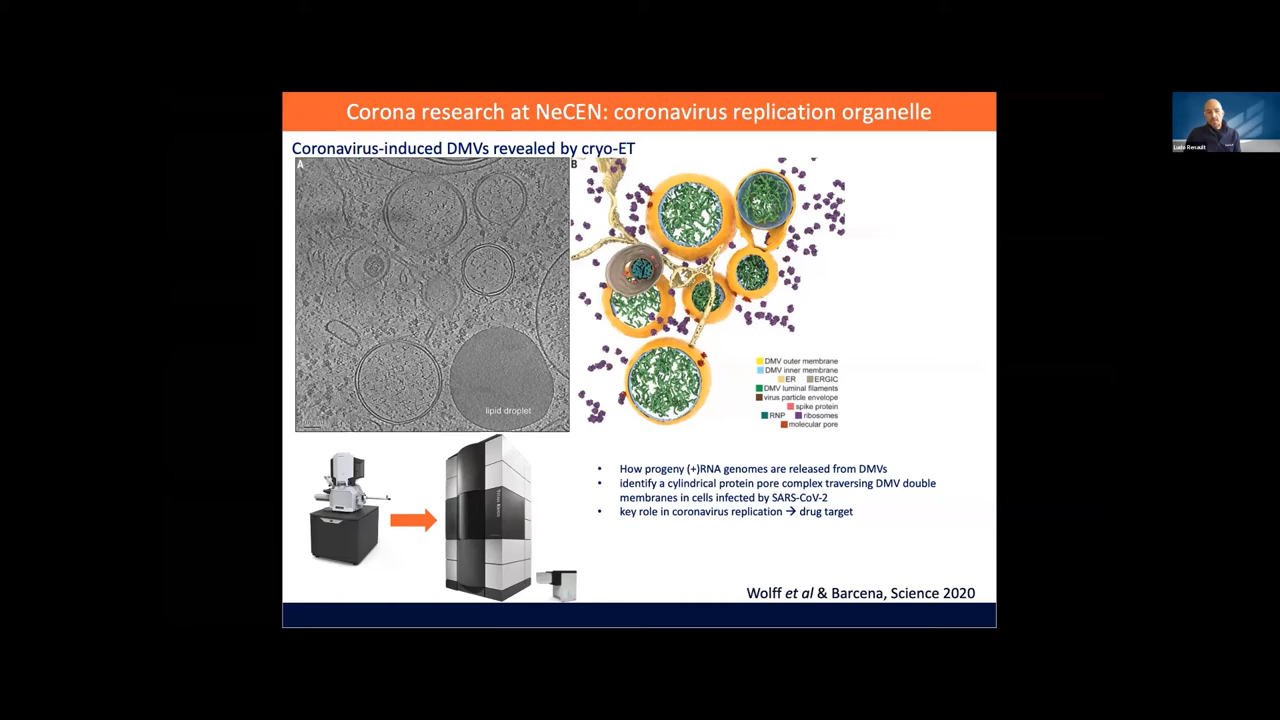 Corona research at NeCEN: coronavirus replication organelle
Coronavirus-induced DMVs revealed by cryo-ET
A
B
lipid droplet
DMV outer membrane
DMV inner membrane
ER ERGIC
DMV luminal filaments
virus particle envelope
spike protein
RNP ribosomes
molecular pore
• How progeny (+)RNA genomes are released from DMVs
• identify a cylindrical protein pore complex traversing DMV double
membranes in cells infected by SARS-CoV-2
• key role in coronavirus replication → drug target
Wolff et al & Barcena, Science 2020
Ludo Renault